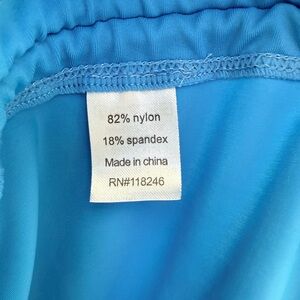 82% nylon
18% spandex
Made in china
RN#118246